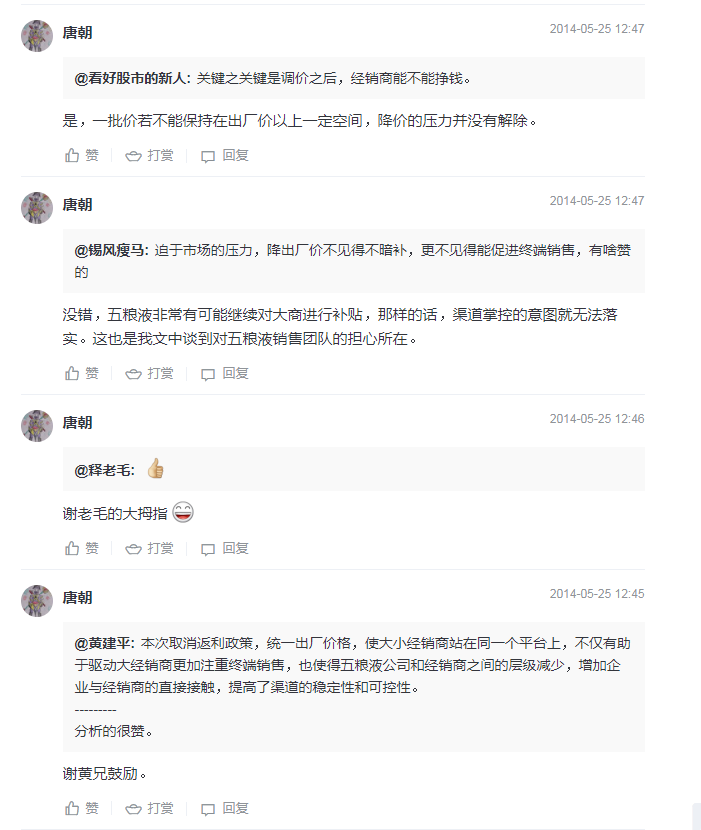 唐朝
2014-05-25 12:47
@看好股市的新人: 关键之关键是调价之后，经销商能不能挣钱。
是，一批价若不能保持在出厂价以上一定空间，降价的压力并没有解除。
赞 打赏 回复
唐朝
2014-05-25 12:47
@锡风瘦马: 迫于市场的压力，降出厂价不见得不暗补，更不见得能促进终端销售，有啥赞
的
没错，五粮液非常有可能继续对大商进行补贴，那样的话，渠道掌控的意图就无法落
实。这也是我文中谈到对五粮液销售团队的担心所在。
赞 打赏 回复
唐朝
2014-05-25 12:46
@释老毛:
谢老毛的大拇指
赞 打赏 回复
唐朝
2014-05-25 12:45
@黄建平: 本次取消返利政策，统一出厂价格，使大小经销商站在同一个平台上，不仅有助
于驱动大经销商更加注重终端销售，也使得五粮液公司和经销商之间的层级减少，增加企
业与经销商的直接接触，提高了渠道的稳定性和可控性。
---------
分析的很赞。
谢黄兄鼓励。
赞 打赏 回复